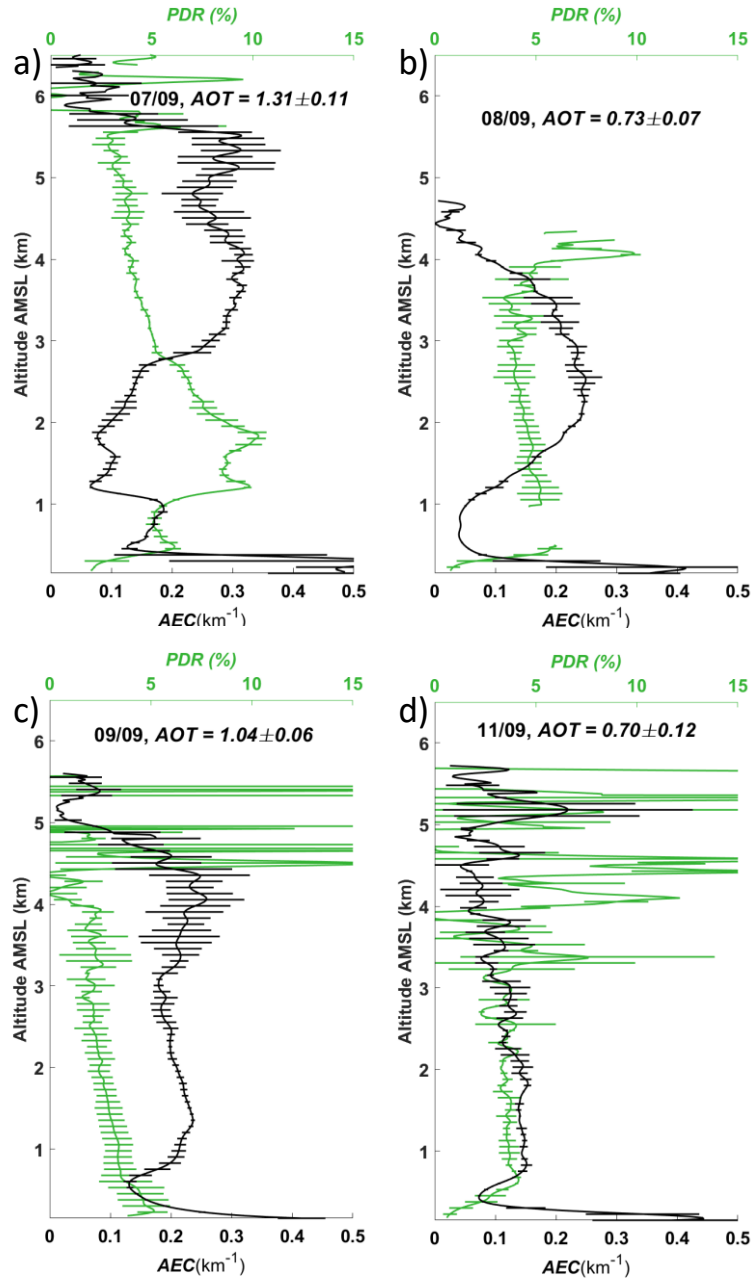 PDR (%)
0 5 10 15
a)
07/09, AOT = 1.31±0.11
6
5
4
3
2
1
Altitude AMSL (km)
0 0.1 0.2 0.3 0.4 0.5
AEC(km-1)
PDR (%)
0 5 10 15
b)
08/09, AOT = 0.73±0.07
6
5
4
3
2
1
Altitude AMSL (km)
0 0.1 0.2 0.3 0.4 0.5
AEC(km-1)
PDR (%)
0 5 10 15
c)
09/09, AOT = 1.04±0.06
6
5
4
3
2
1
Altitude AMSL (km)
0 0.1 0.2 0.3 0.4 0.5
AEC(km-1)
PDR (%)
0 5 10 15
d)
11/09, AOT = 0.70±0.12
6
5
4
3
2
1
Altitude AMSL (km)
0 0.1 0.2 0.3 0.4 0.5
AEC(km-1)